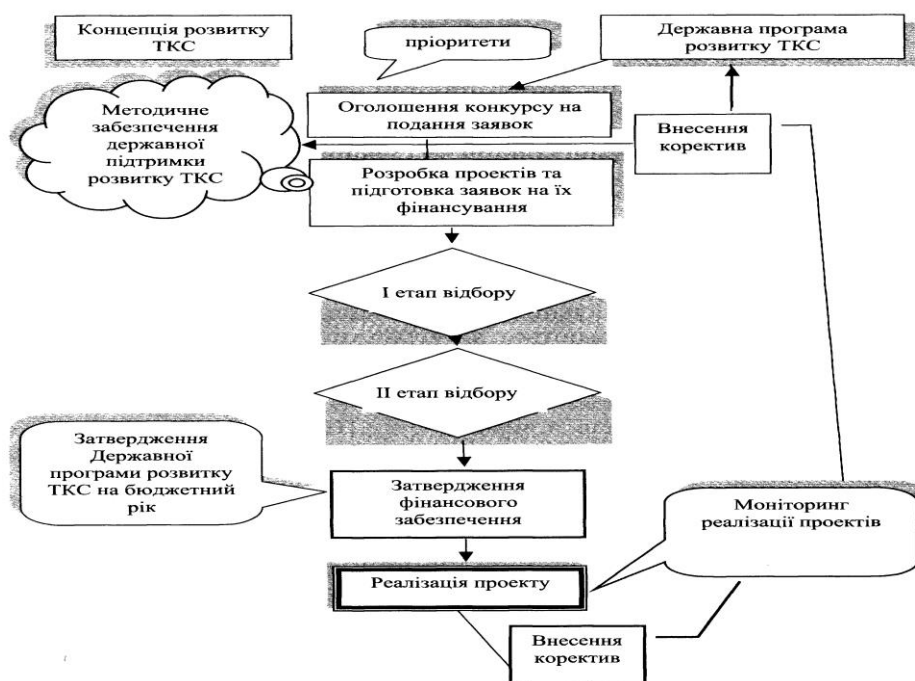 Концепція розвитку
ТКС
пріоритети
Державна програма
розвитку ТКС
Методичне
забезпечення
державної
підтримки
розвитку ТКС
Оголошення конкурсу на
подання заявок
Внесення
коректив
Розробка проектів та
підготовка заявок на їх
фінансування
І етап відбору
ІІ етап відбору
Затвердження
Державної
програми розвитку
ТКС на бюджетний
рік
Затвердження
фінансового
забезпечення
Моніторинг
реалізації проектів
Реалізація проекту
Внесення
коректив